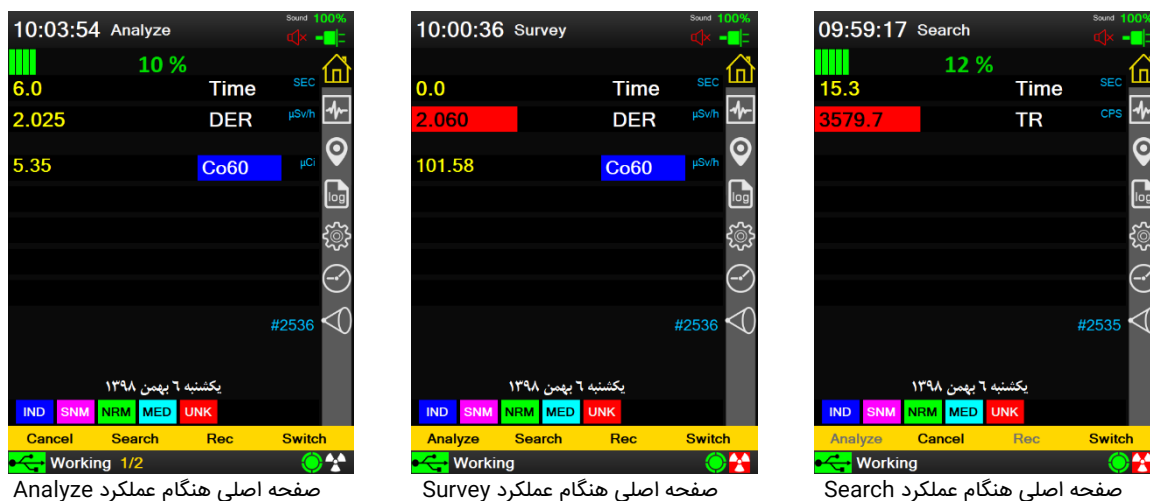 10:03:54 Analyze
Sound 100%
10 %
6.0 Time SEC
2.025 DER µSv/h
5.35 Co60 µCi
log
#2536
یکشنبه ۶ بهمن ۱۳۹۸
IND SNM NRM MED UNK
Cancel Search Rec Switch
Working 1/2
صفحه اصلی هنگام عملکرد Analyze
10:00:36 Survey
Sound 100%
0.0 Time SEC
2.060 DER µSv/h
101.58 Co60 µSv/h
log
#2536
یکشنبه ۶ بهمن ۱۳۹۸
IND SNM NRM MED UNK
Analyze Search Rec Switch
Working
صفحه اصلی هنگام عملکرد Survey
09:59:17 Search
Sound 100%
12 %
15.3 Time SEC
3579.7 TR CPS
log
#2535
یکشنبه ۶ بهمن ۱۳۹۸
IND SNM NRM MED UNK
Analyze Cancel Rec Switch
Working
صفحه اصلی هنگام عملکرد Search